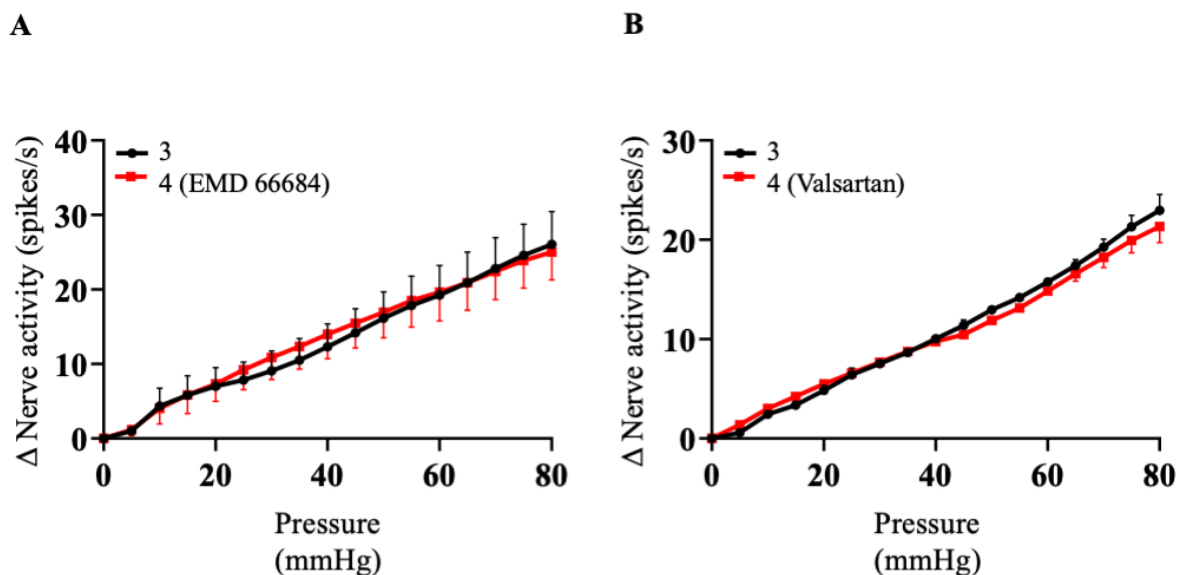 A
Δ Nerve activity (spikes/s)
40
30
20
10
0
3
4 (EMD 66684)
0 20 40 60 80
Pressure
(mmHg)
B
Δ Nerve activity (spikes/s)
30
20
10
0
3
4 (Valsartan)
0 20 40 60 80
Pressure
(mmHg)